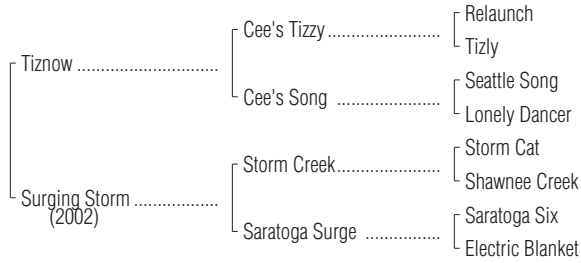 Relaunch
Cee's Tizzy
Tizly
Tiznow
Seattle Song
Cee's Song
Lonely Dancer
Storm Cat
Storm Creek
Shawnee Creek
Surging Storm
(2002)
Saratoga Six
Saratoga Surge
Electric Blanket